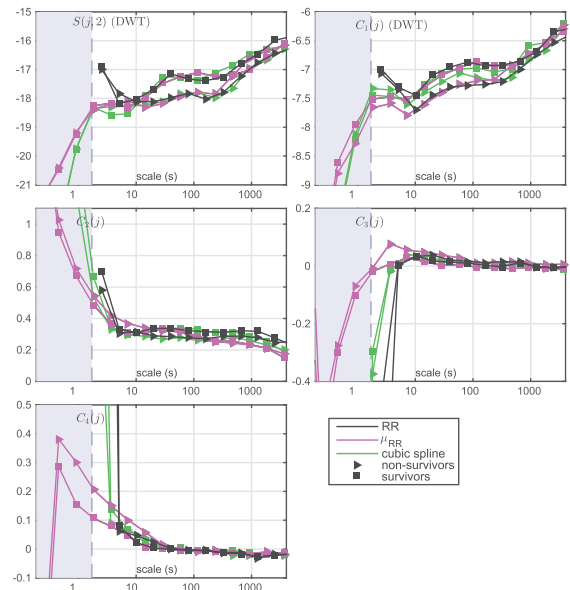 S(j,2) (DWT)
-15
-16
-17
-18
-19
-20
-21
scale (s)
1 10 100 1000
C₁(j) (DWT)
-6
-6.5
-7
-7.5
-8
-8.5
-9
scale (s)
1 10 100 1000
C₂(j)
1
0.8
0.6
0.4
0.2
0
scale (s)
1 10 100 1000
C₃(j)
0.2
0
-0.2
-0.4
scale (s)
1 10 100 1000
C₄(j)
0.5
0.4
0.3
0.2
0.1
0
-0.1
scale (s)
1 10 100 1000
RR
μRR
cubic spline
non-survivors
survivors